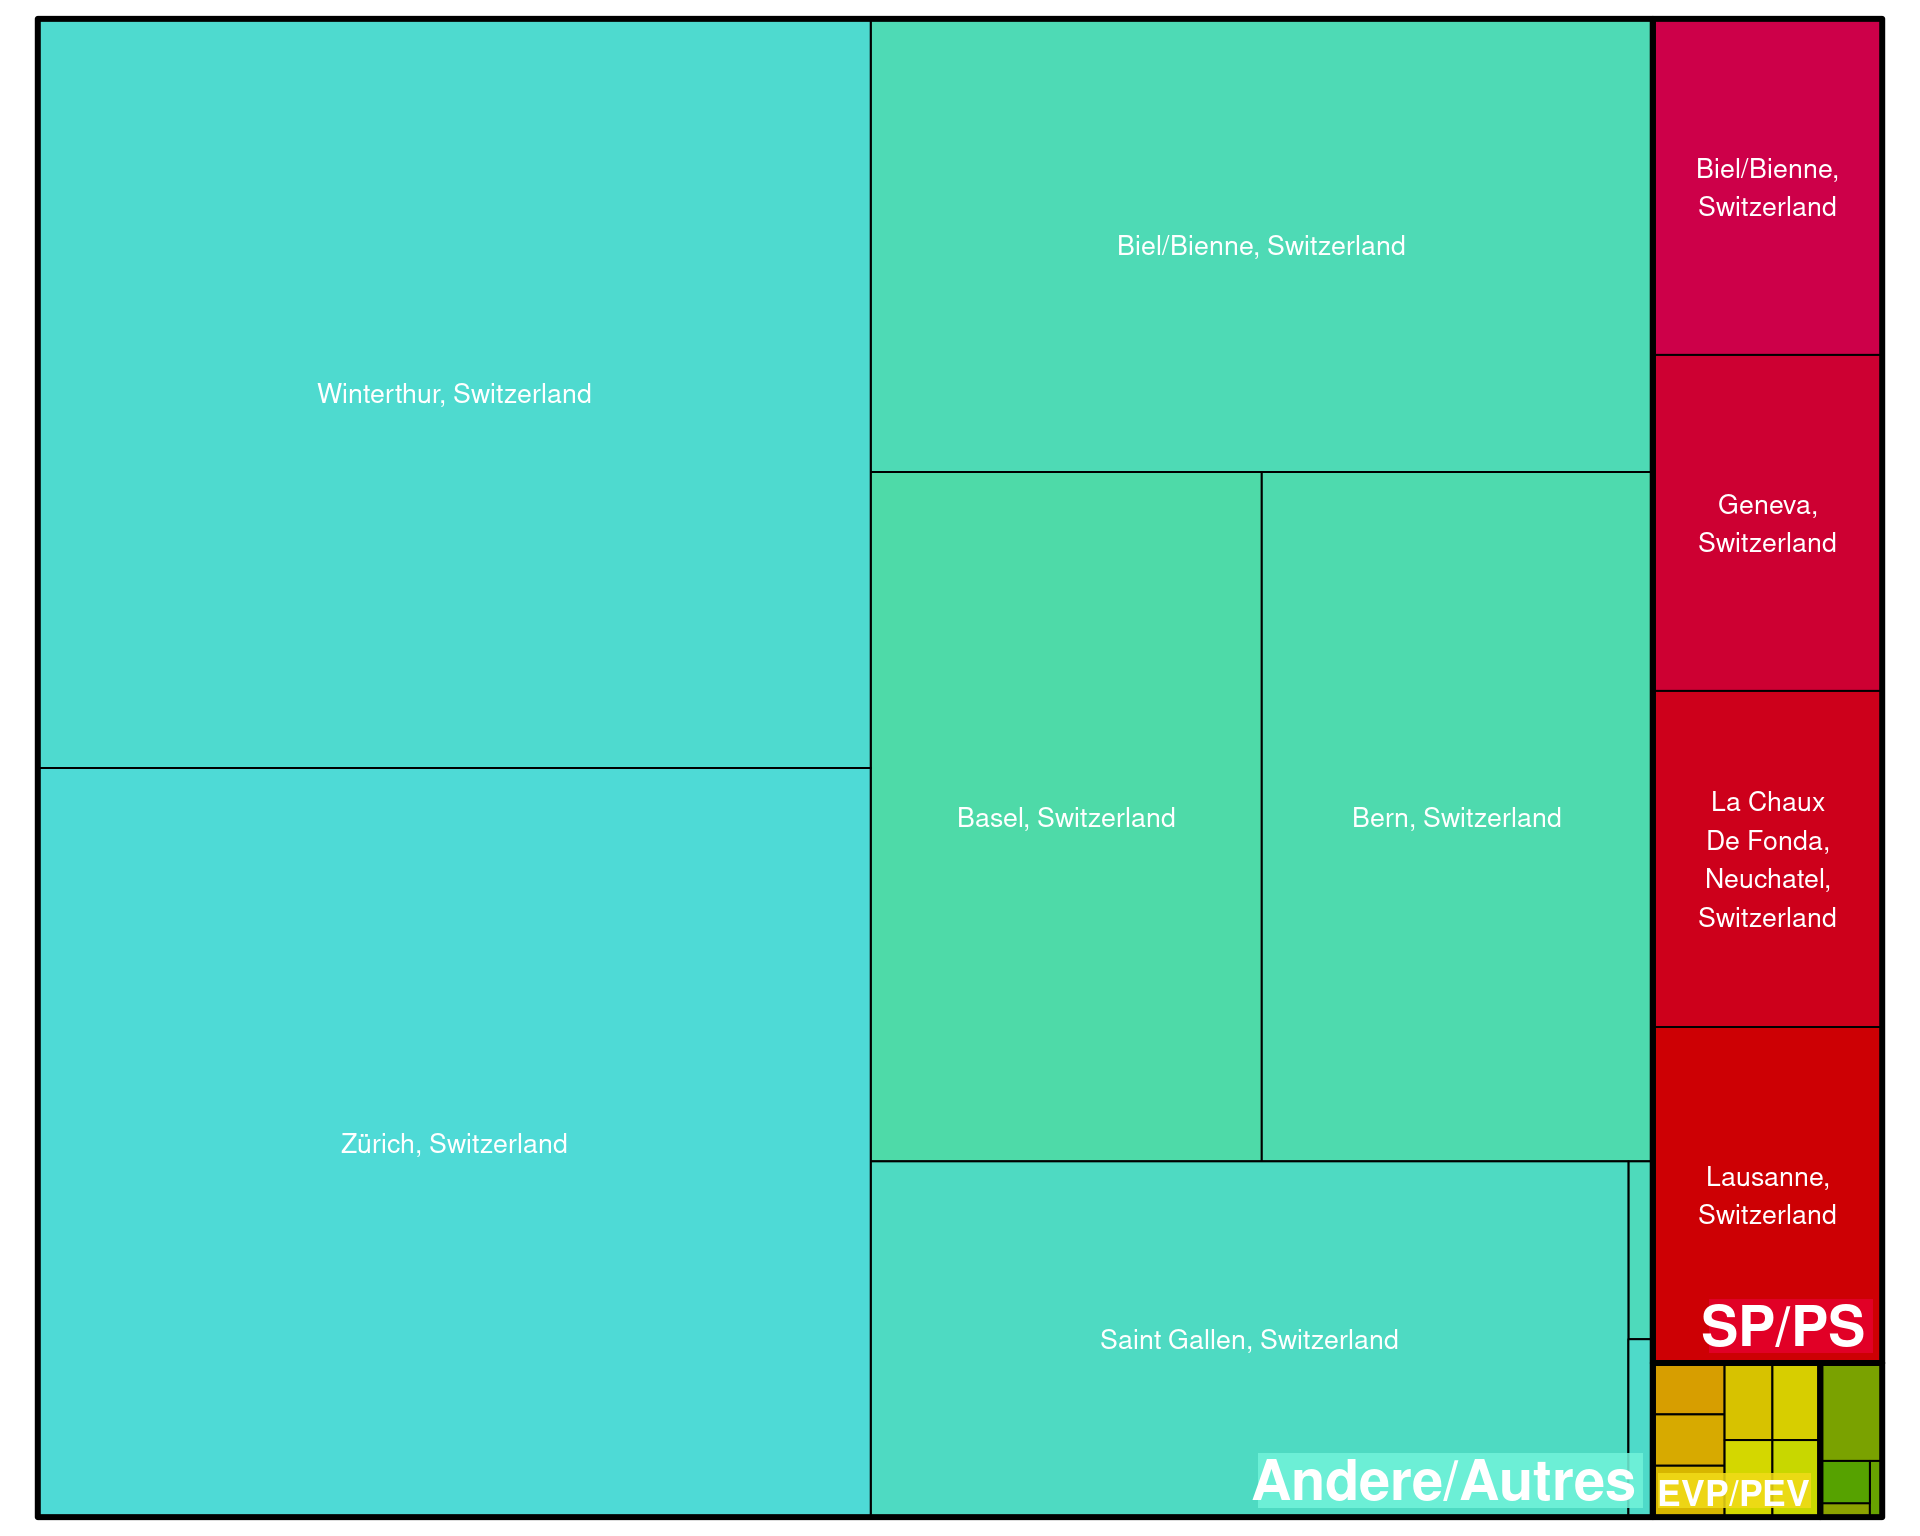 Winterthur, Switzerland
Zürich, Switzerland
Biel/Bienne, Switzerland
Basel, Switzerland
Bern, Switzerland
Saint Gallen, Switzerland
Andere/Autres
Biel/Bienne,
Switzerland
Geneva,
Switzerland
La Chaux
De Fonda,
Neuchatel,
Switzerland
Lausanne,
Switzerland
SP/PS
EVP/PEV